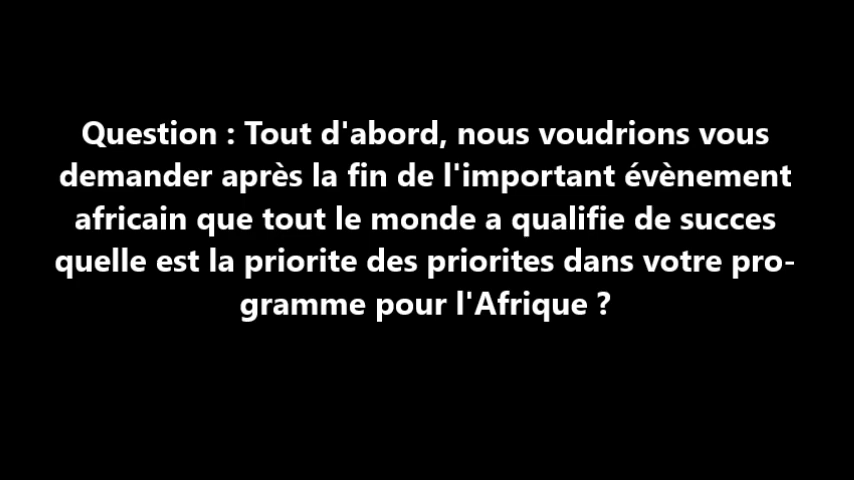 Question : Tout d'abord, nous voudrions vous
demander après la fin de l'important évènement
africain que tout le monde a qualifie de succes
quelle est la priorite des priorites dans votre pro-
gramme pour l'Afrique ?